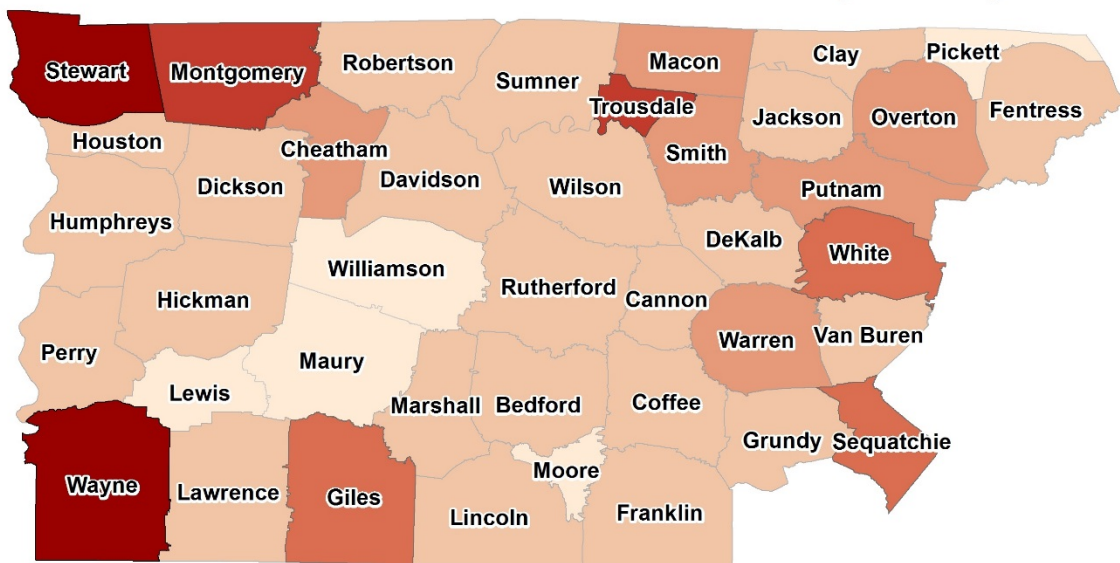 Stewart
Montgomery
Robertson
Sumner
Macon
Clay
Pickett
Trousdale
Jackson
Overton
Fentress
Houston
Cheatham
Smith
Dickson
Davidson
Wilson
Putnam
Humphreys
DeKalb
White
Williamson
Rutherford
Cannon
Hickman
Warren
Van Buren
Perry
Maury
Lewis
Marshall
Bedford
Coffee
Grundy
Sequatchie
Moore
Wayne
Lawrence
Giles
Lincoln
Franklin